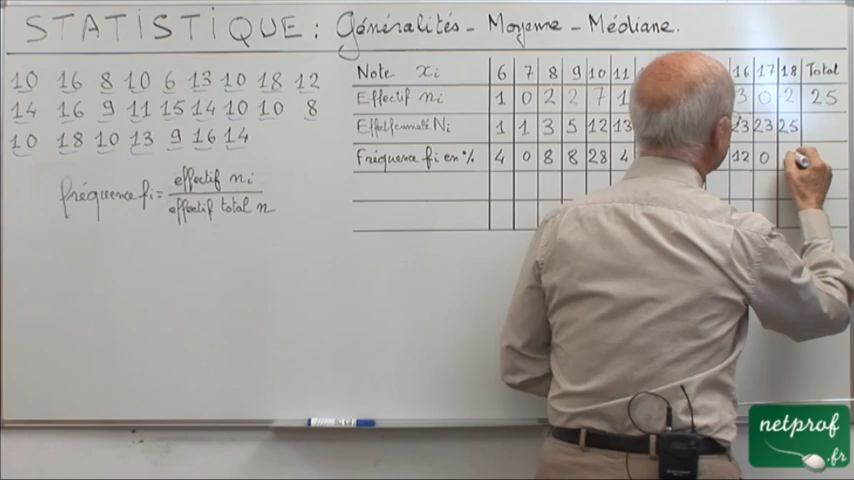 STATISTIQUE : Généralités - Moyenne - Médiane.
10 16 8 10 6 13 10 18 12
14 16 9 11 15 14 10 10 8
10 18 10 13 9 16 14
fréquence fi = effectif ni / effectif total n
Note xi 6 7 8 9 10 11 16 17 18 Total
Effectif ni 1 0 2 2 7 1 3 0 2 25
Effectif cumulé Ni 1 1 3 5 12 13 23 23 25
Fréquence fi en % 4 0 8 8 28 4 12 0
netprof
.fr